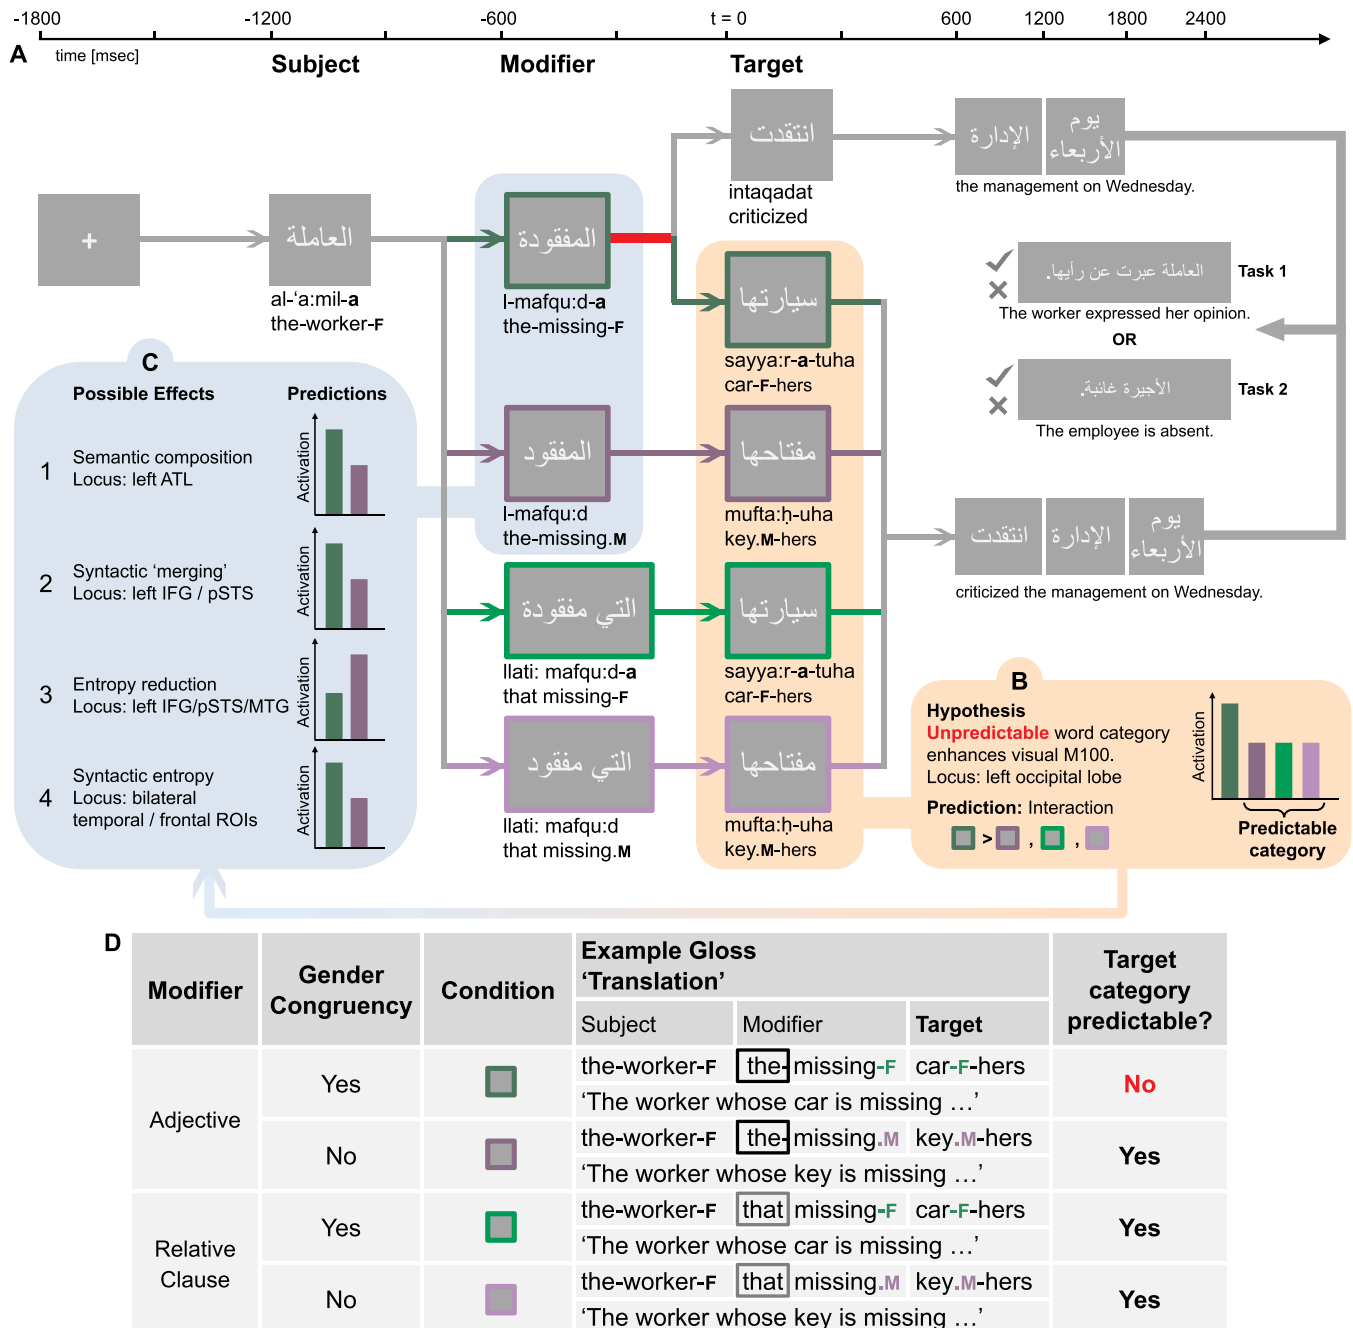 -1800 -1200 -600 t = 0 600 1200 1800 2400
A time [msec]
Subject Modifier Target
انتقدت
intaqadat
criticized
الإدارة
يوم
الأربعاء
the management on Wednesday.
+
العاملة
al-‘a:mil-a
the-worker-F
المفقودة
l-mafqu:d-a
the-missing-F
سيارتها
sayya:r-a-tuha
car-F-hers
العاملة عبرت عن رأيها.
Task 1
The worker expressed her opinion.
OR
الأجيرة غائبة.
Task 2
The employee is absent.
المفقود
l-mafqu:d
the-missing.M
مفتاحها
mufta:ḥ-uha
key.M-hers
انتقدت
الإدارة
يوم
الأربعاء
criticized the management on Wednesday.
التي مفقودة
llati: mafqu:d-a
that missing-F
سيارتها
sayya:r-a-tuha
car-F-hers
التي مفقود
llati: mafqu:d
that missing.M
مفتاحها
mufta:ḥ-uha
key.M-hers
C
Possible Effects Predictions
1 Semantic composition
Locus: left ATL
Activation
2 Syntactic ‘merging’
Locus: left IFG / pSTS
Activation
3 Entropy reduction
Locus: left IFG/pSTS/MTG
Activation
4 Syntactic entropy
Locus: bilateral
temporal / frontal ROIs
Activation
B
Hypothesis
Unpredictable word category
enhances visual M100.
Locus: left occipital lobe
Prediction: Interaction
> , ,
Activation
Predictable
category
D
Modifier
Gender
Congruency
Condition
Example Gloss
‘Translation’
Subject Modifier Target
Target
category
predictable?
Adjective
Yes
the-worker-F the- missing-F car-F-hers
‘The worker whose car is missing …’
No
No
the-worker-F the- missing.M key.M-hers
‘The worker whose key is missing …’
Yes
Relative
Clause
Yes
the-worker-F that missing-F car-F-hers
‘The worker whose car is missing …’
Yes
No
the-worker-F that missing.M key.M-hers
‘The worker whose key is missing …’
Yes